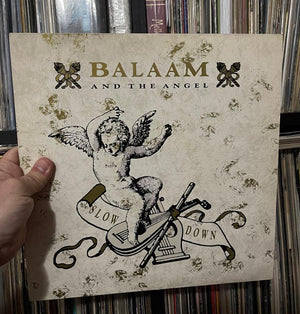 BALAAM
AND THE ANGEL
SLOW
DOWN